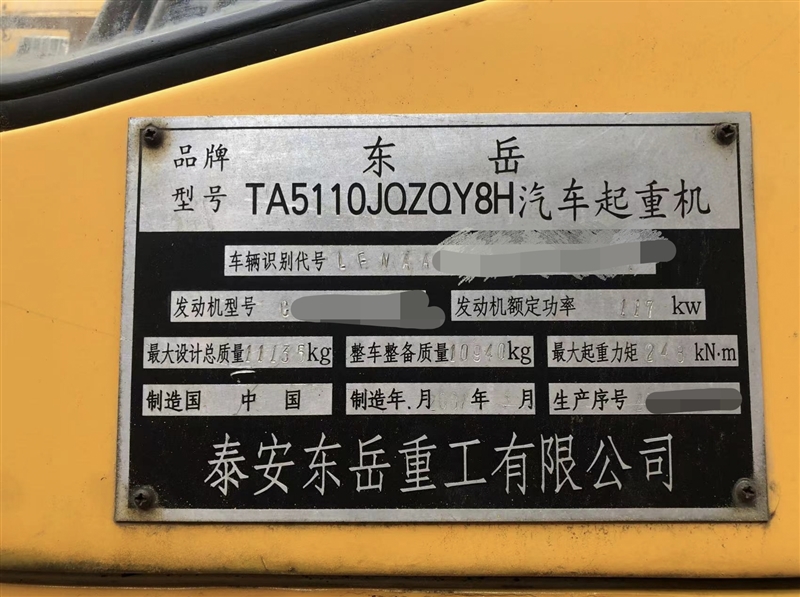 品牌 东岳
型号 TA5110JQZQY8H汽车起重机
车辆识别代号 LFNAA
发动机型号 发动机额定功率 117 kw
最大设计总质量 11135kg 整车整备质量 10940kg 最大起重力矩 kN·m
制造国 中国 制造年.月 年 月 生产序号
泰安东岳重工有限公司